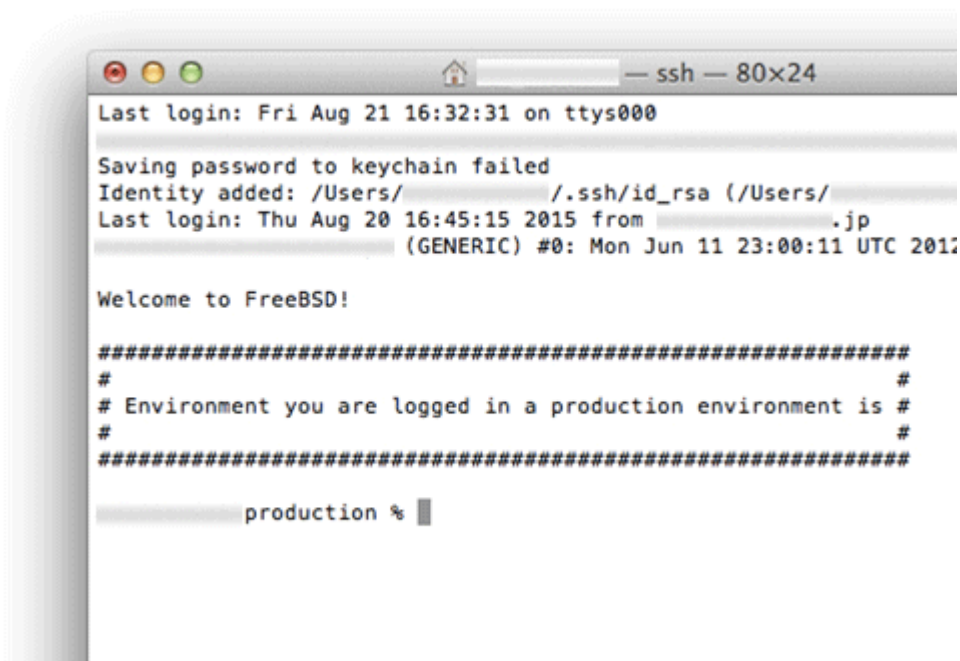 — ssh — 80×24
Last login: Fri Aug 21 16:32:31 on ttys000
Saving password to keychain failed
Identity added: /Users/ /.ssh/id_rsa (/Users/
Last login: Thu Aug 20 16:45:15 2015 from .jp
(GENERIC) #0: Mon Jun 11 23:00:11 UTC 2012
Welcome to FreeBSD!
#############################################################
# #
# Environment you are logged in a production environment is #
# #
#############################################################
production %